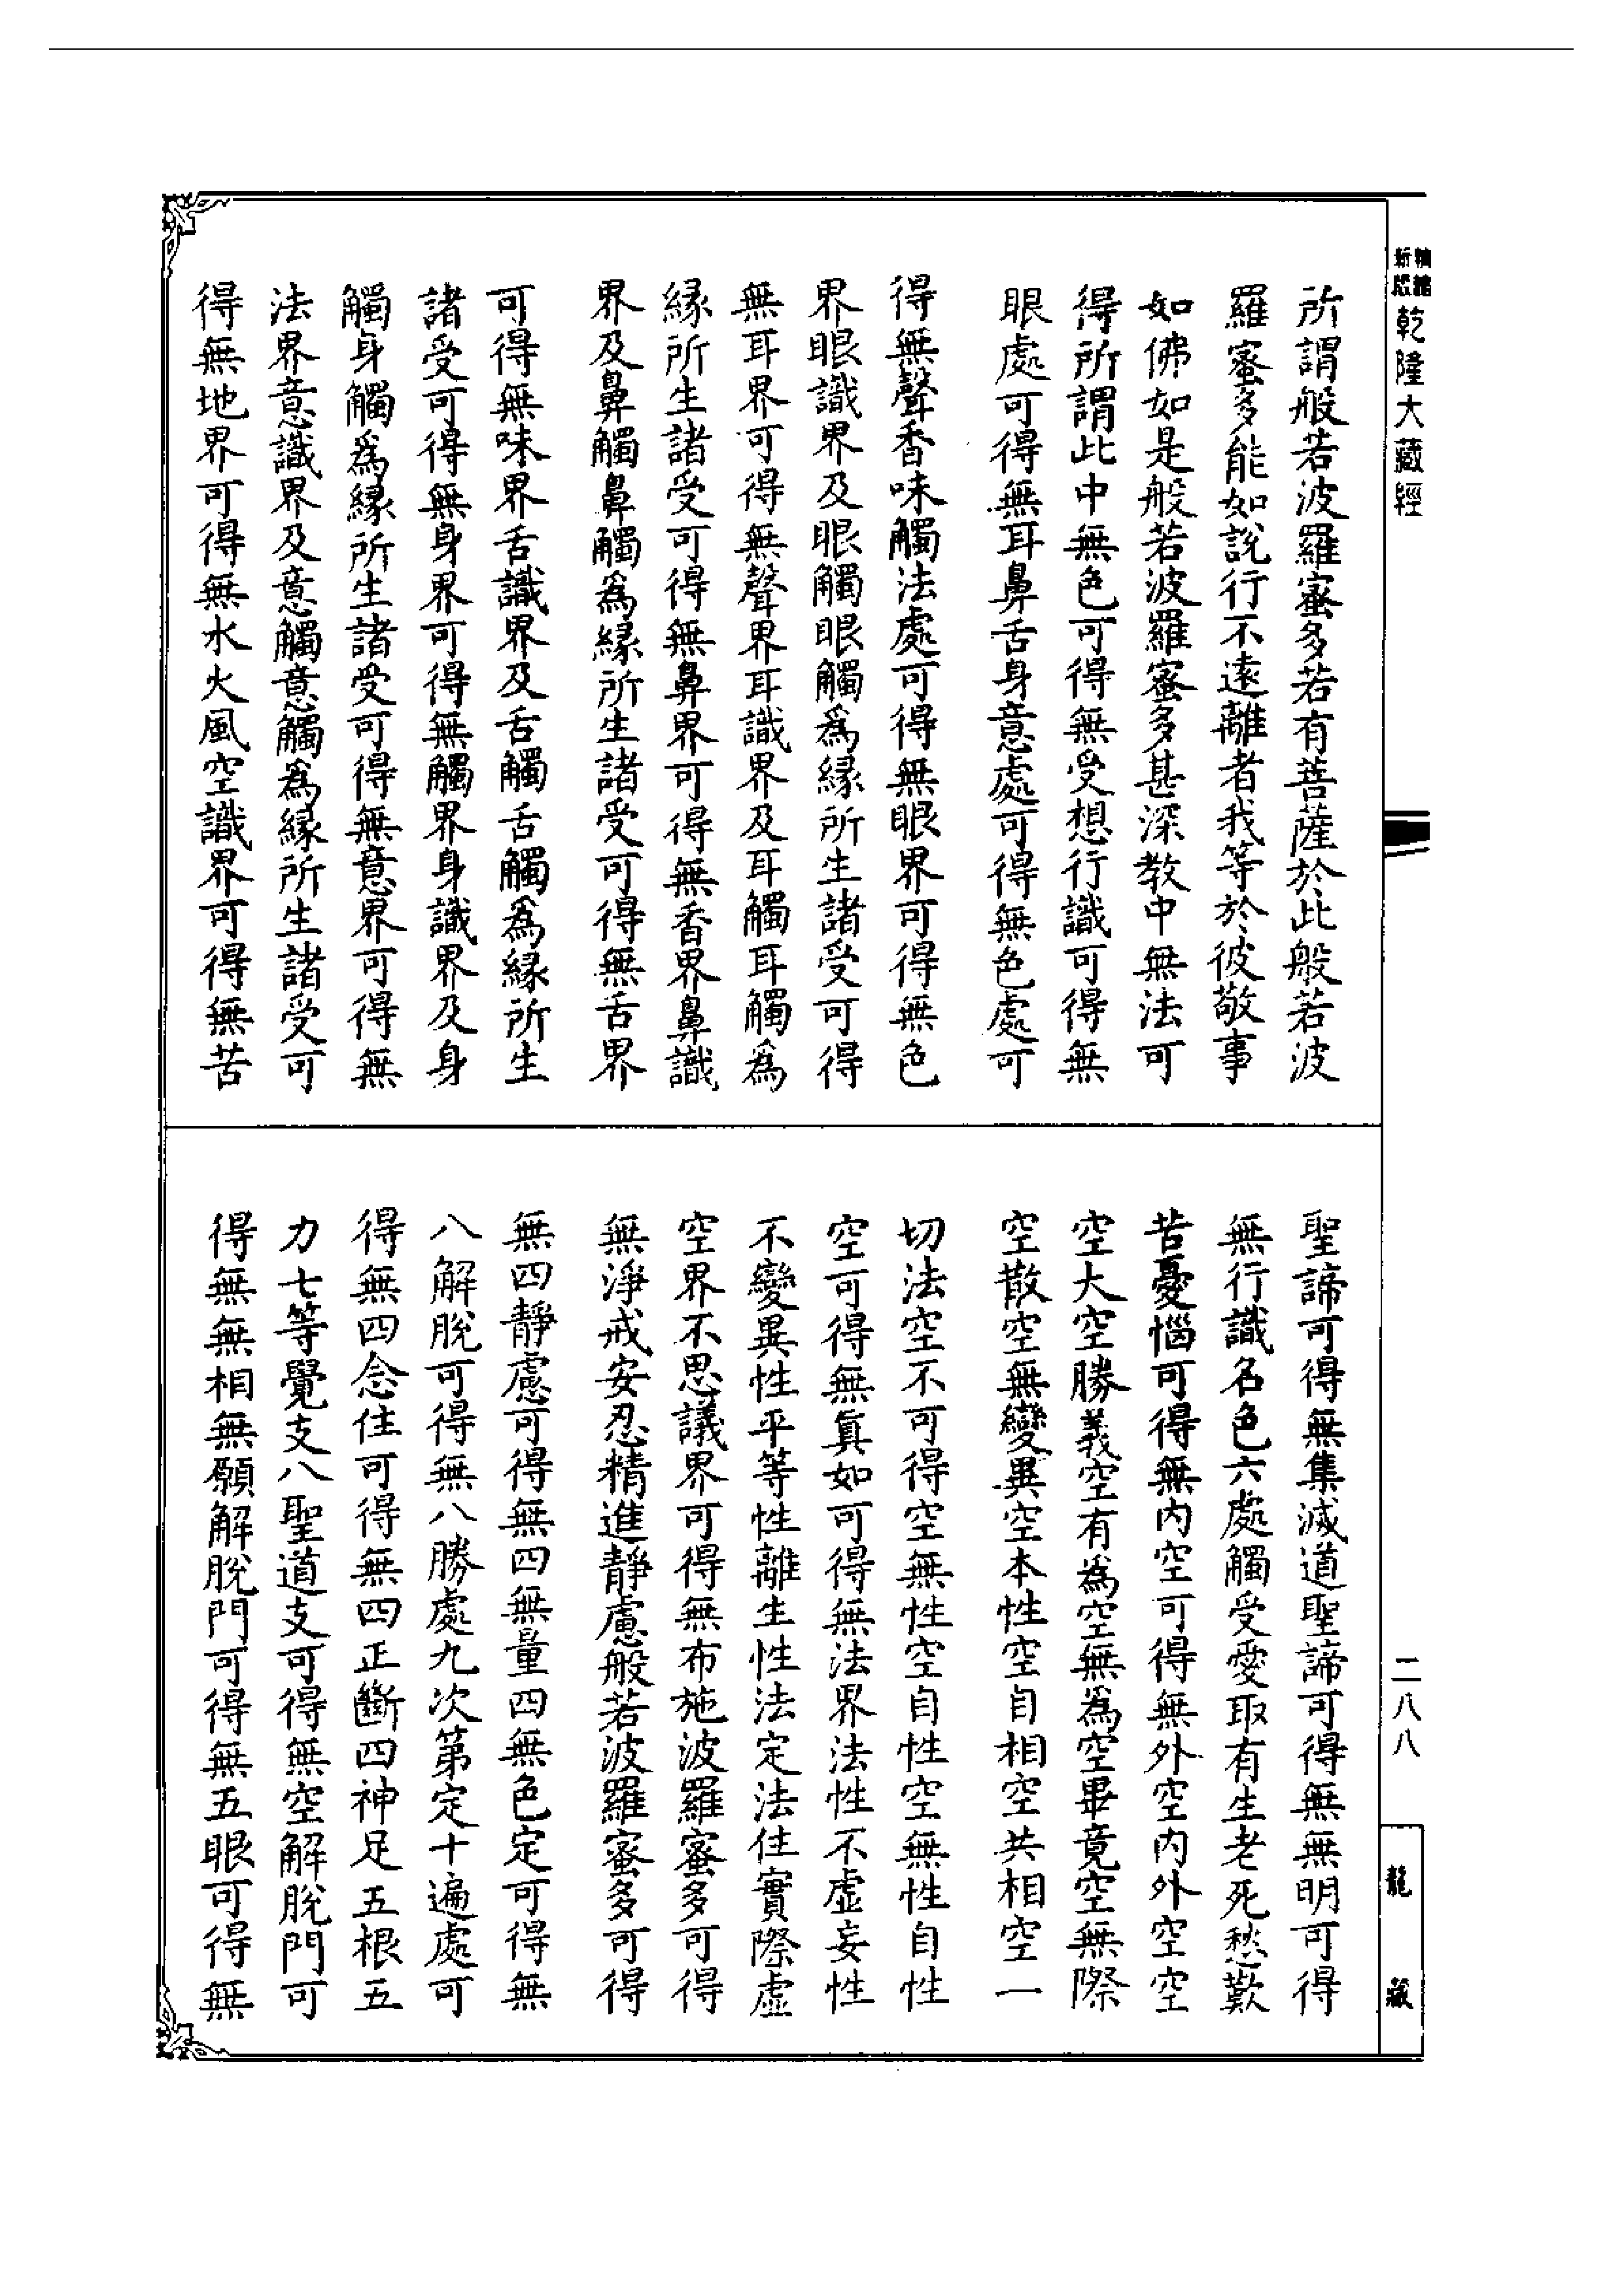 精縮
新版
乾隆大藏經
所謂般若波羅蜜多若有菩薩於此般若波
羅蜜多能如說行不遠離者我等於彼敬事
如佛如是般若波羅蜜多甚深教中無法可
得所謂此中無色可得無受想行識可得無
眼處可得無耳鼻舌身意處可得無色處可
得無聲香味觸法處可得無眼界可得無色
界眼識界及眼觸眼觸為緣所生諸受可得
無耳界可得無聲界耳識界及耳觸耳觸為
緣所生諸受可得無鼻界可得無香界鼻識
界及鼻觸鼻觸為緣所生諸受可得無舌界
可得無味界舌識界及舌觸舌觸為緣所生
諸受可得無身界可得無觸界身識界及身
觸身觸為緣所生諸受可得無意界可得無
法界意識界及意觸意觸為緣所生諸受可
得無地界可得無水火風空識界可得無苦
聖諦可得無集滅道聖諦可得無無明可得
無行識名色六處觸受愛取有生老死愁歎
苦憂惱可得無內空可得無外空內外空空
空大空勝義空有為空無為空畢竟空無際
空散空無變異空本性空自相空共相空一
切法空不可得空無性空自性空無性自性
空可得無真如可得無法界法性不虛妄性
不變異性平等性離生性法定法住實際虛
空界不思議界可得無布施波羅蜜多可得
無淨戒安忍精進靜慮般若波羅蜜多可得
無四靜慮可得無四無量四無色定可得無
八解脫可得無八勝處九次第定十遍處可
得無四念住可得無四正斷四神足五根五
力七等覺支八聖道支可得無空解脫門可
得無無相無願解脫門可得無五眼可得無
二八八
龍藏